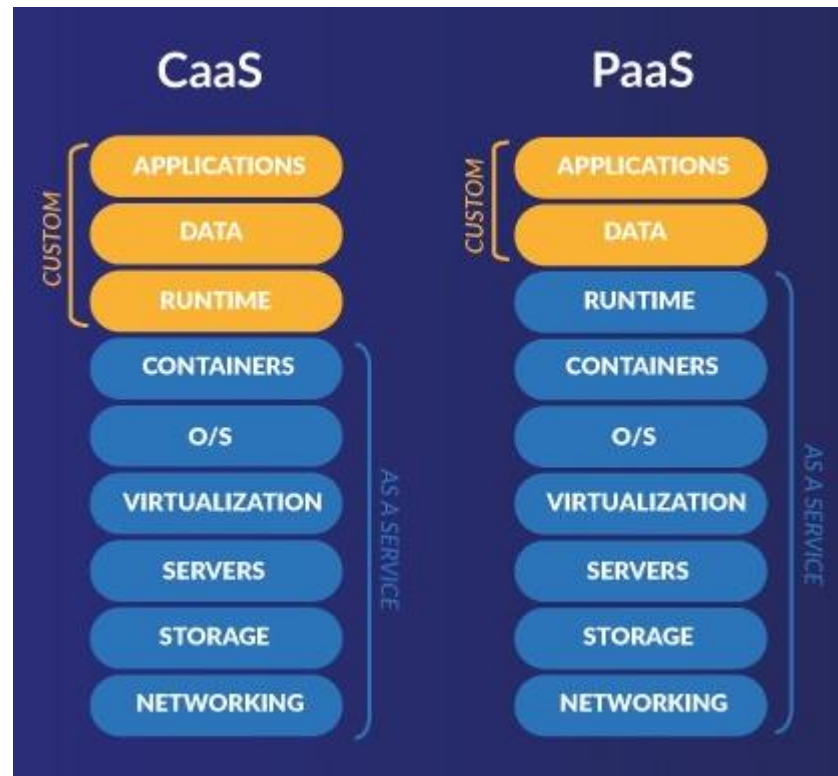 CaaS
CUSTOM
APPLICATIONS
DATA
RUNTIME
CONTAINERS
O/S
VIRTUALIZATION
SERVERS
STORAGE
NETWORKING
AS A SERVICE
PaaS
CUSTOM
APPLICATIONS
DATA
RUNTIME
CONTAINERS
O/S
VIRTUALIZATION
SERVERS
STORAGE
NETWORKING
AS A SERVICE